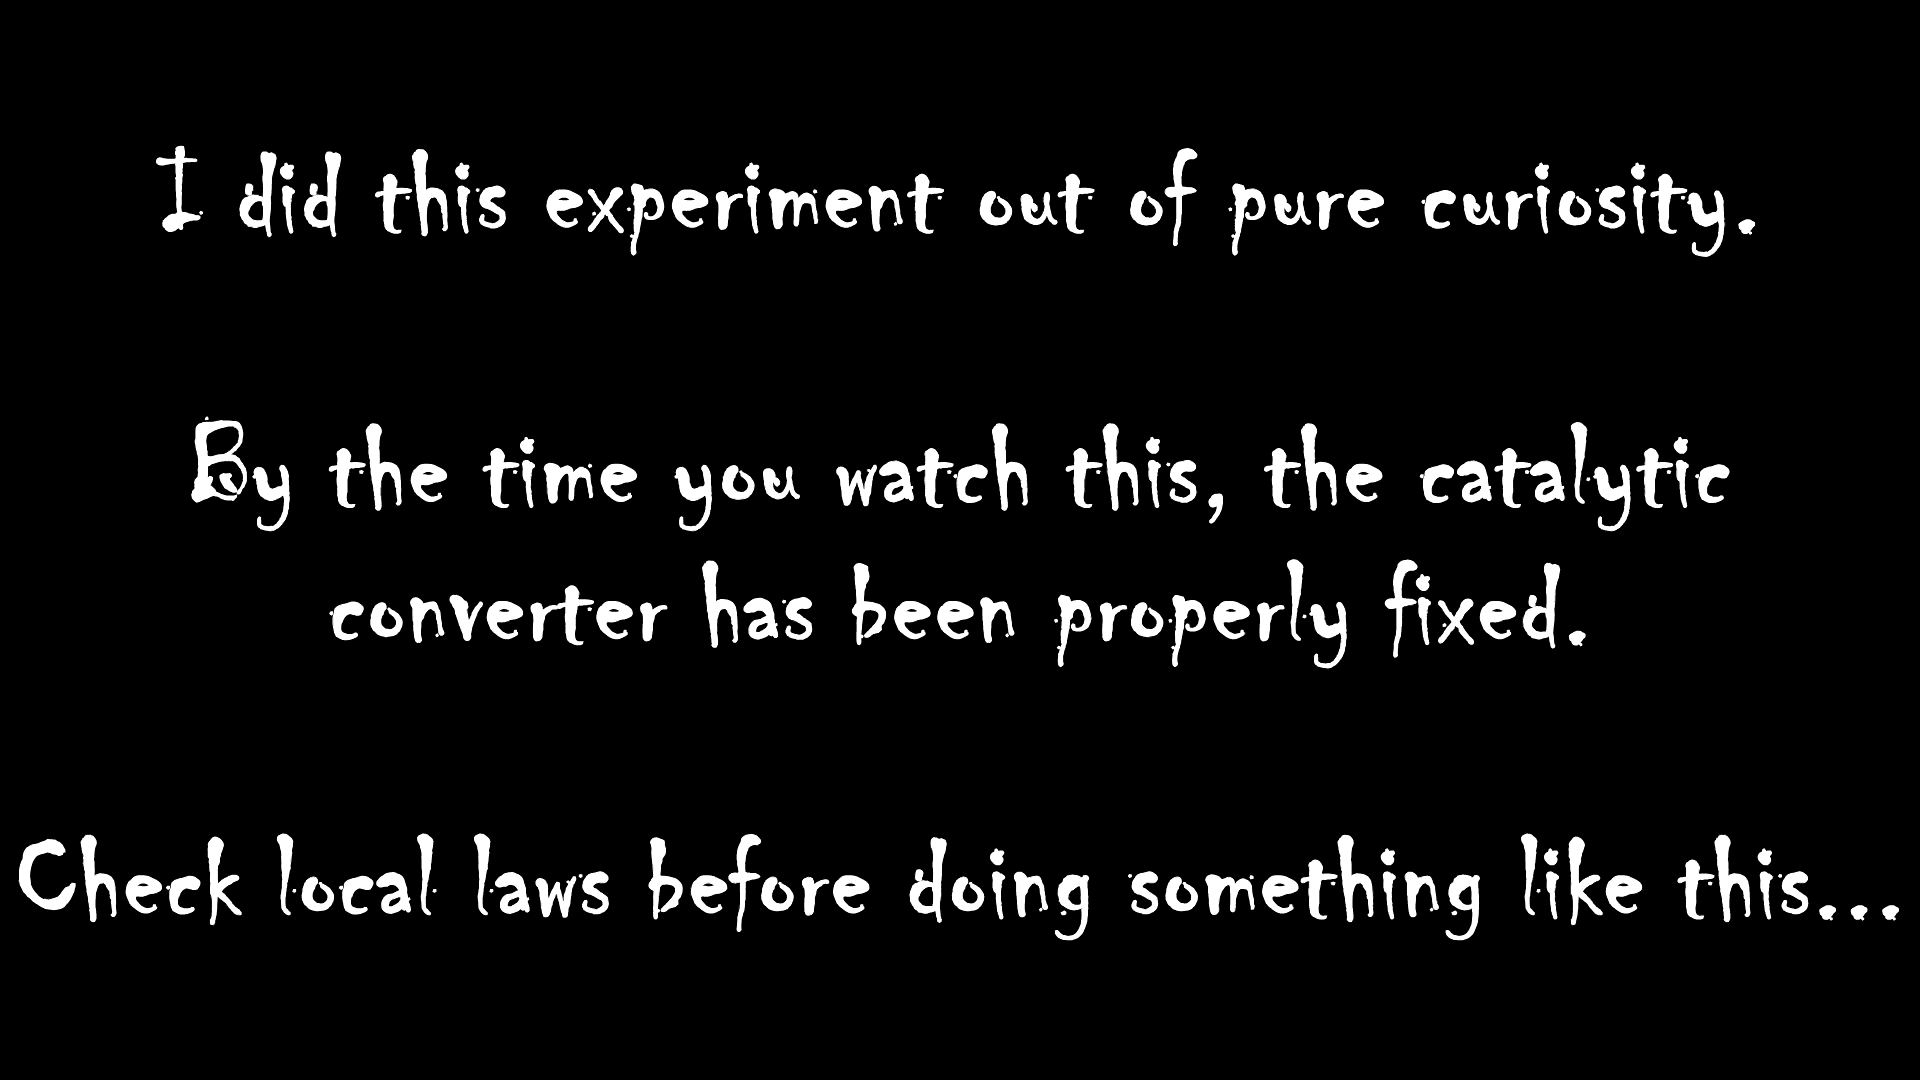 I did this experiment out of pure curiosity.
By the time you watch this, the catalytic
converter has been properly fixed.
Check local laws before doing something like this...